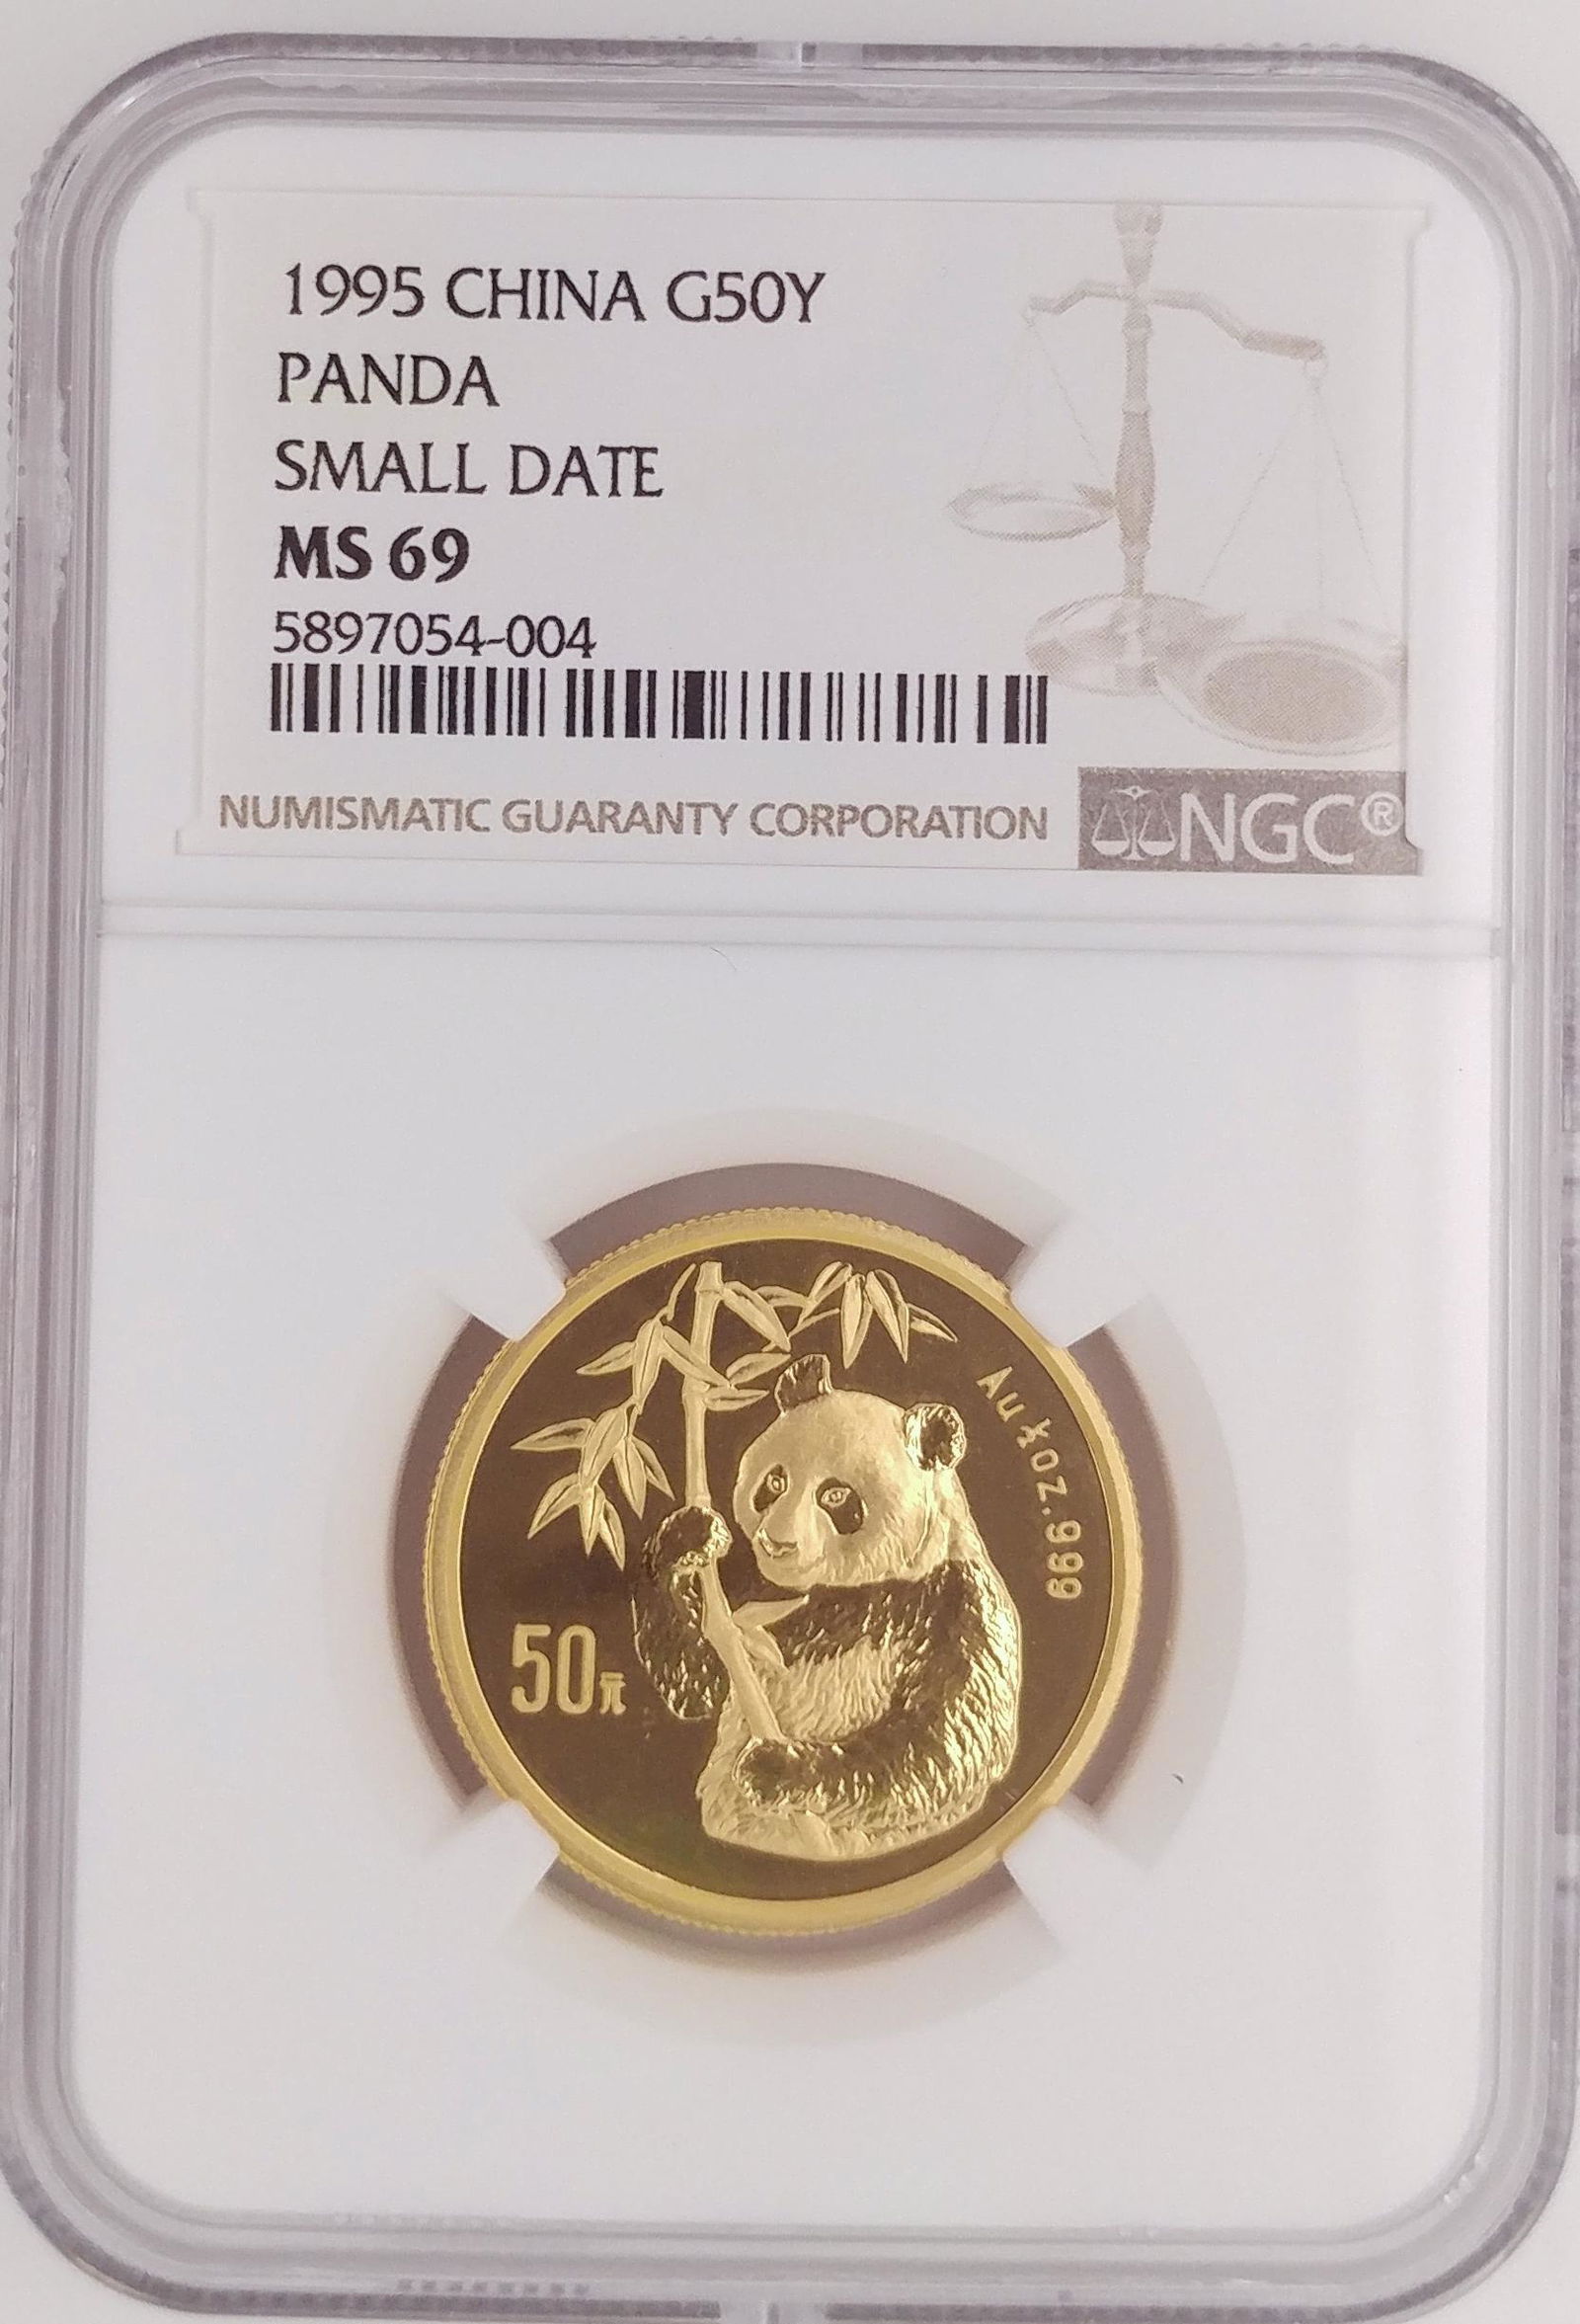 1995 CHINA G50Y
PANDA
SMALL DATE
MS 69
5897054-004
NUMISMATIC GUARANTY CORPORATION NGC®
Au ½oz .999
50元